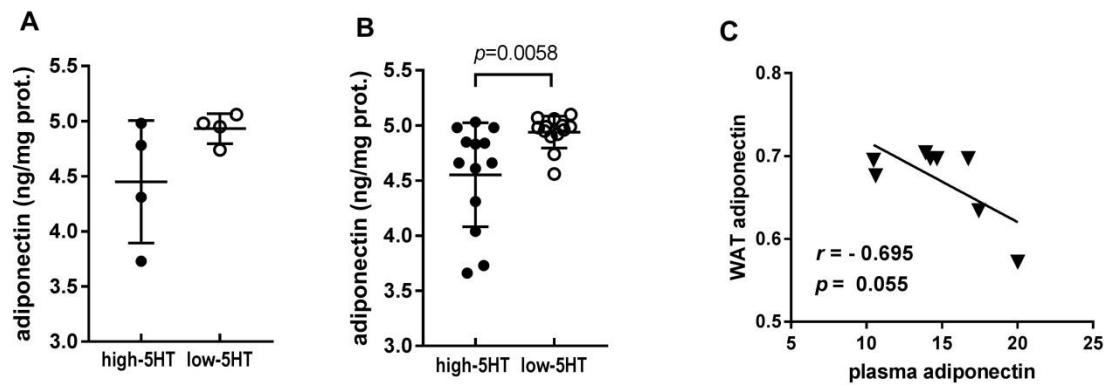 A
adiponectin (ng/mg prot.)
5.5
5.0
4.5
4.0
3.5
3.0
high-5HT low-5HT
B
p=0.0058
adiponectin (ng/mg prot.)
5.5
5.0
4.5
4.0
3.5
3.0
high-5HT low-5HT
C
WAT adiponectin
0.8
0.7
0.6
0.5
r = - 0.695
p = 0.055
5 10 15 20 25
plasma adiponectin